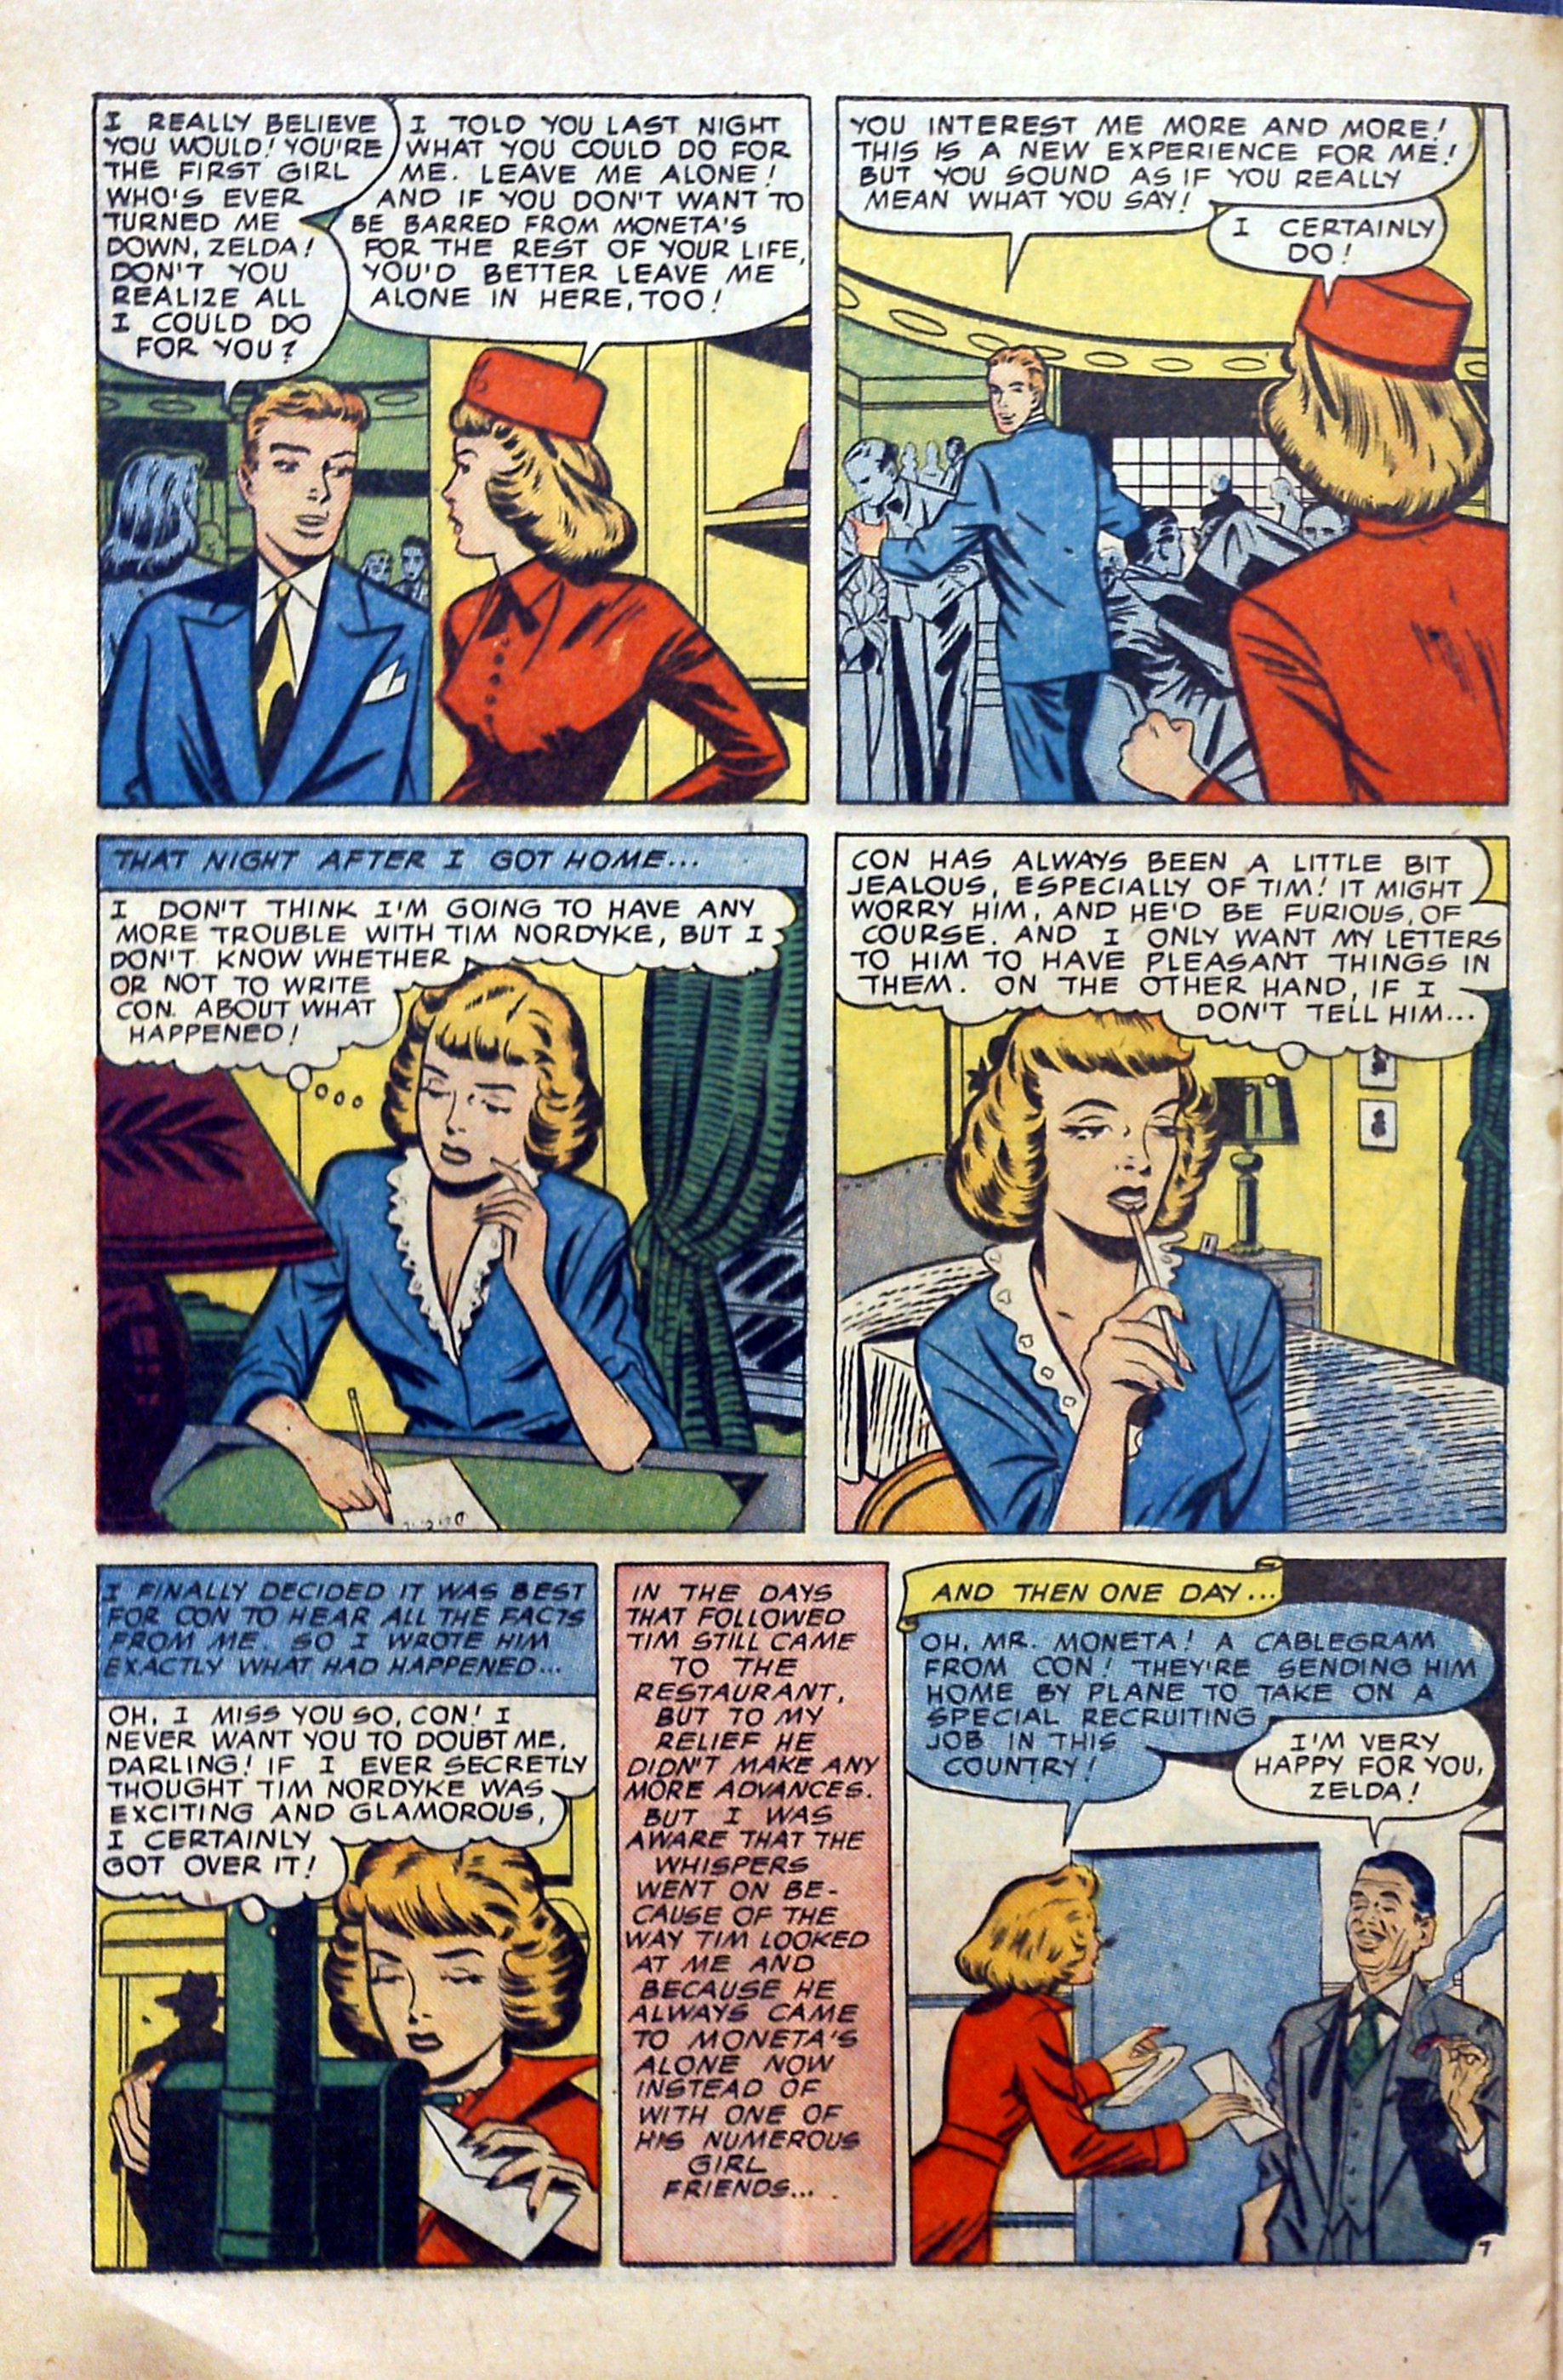 I REALLY BELIEVE
YOU WOULD! YOU'RE
THE FIRST GIRL
WHO'S EVER
TURNED ME
DOWN, ZELDA!
DON'T YOU
REALIZE ALL
I COULD DO
FOR YOU?
I TOLD YOU LAST NIGHT
WHAT YOU COULD DO FOR
ME. LEAVE ME ALONE!
AND IF YOU DON'T WANT TO
BE BARRED FROM MONETA'S
FOR THE REST OF YOUR LIFE,
YOU'D BETTER LEAVE ME
ALONE IN HERE, TOO!
YOU INTEREST ME MORE AND MORE!
THIS IS A NEW EXPERIENCE FOR ME!
BUT YOU SOUND AS IF YOU REALLY
MEAN WHAT YOU SAY!
I CERTAINLY
DO!
THAT NIGHT AFTER I GOT HOME...
I DON'T THINK I'M GOING TO HAVE ANY
MORE TROUBLE WITH TIM NORDYKE, BUT I
DON'T KNOW WHETHER
OR NOT TO WRITE
CON. ABOUT WHAT
HAPPENED!
CON HAS ALWAYS BEEN A LITTLE BIT
JEALOUS, ESPECIALLY OF TIM! IT MIGHT
WORRY HIM, AND HE'D BE FURIOUS, OF
COURSE. AND I ONLY WANT MY LETTERS
TO HIM TO HAVE PLEASANT THINGS IN
THEM. ON THE OTHER HAND, IF I
DON'T TELL HIM...
I FINALLY DECIDED IT WAS BEST
FOR CON TO HEAR ALL THE FACTS
FROM ME. SO I WROTE HIM
EXACTLY WHAT HAD HAPPENED...
OH, I MISS YOU SO, CON! I
NEVER WANT YOU TO DOUBT ME,
DARLING! IF I EVER SECRETLY
THOUGHT TIM NORDYKE WAS
EXCITING AND GLAMOROUS,
I CERTAINLY
GOT OVER IT!
IN THE DAYS
THAT FOLLOWED
TIM STILL CAME
TO THE
RESTAURANT,
BUT TO MY
RELIEF HE
DIDN'T MAKE ANY
MORE ADVANCES.
BUT I WAS
AWARE THAT THE
WHISPERS
WENT ON BE-
CAUSE OF THE
WAY TIM LOOKED
AT ME AND
BECAUSE HE
ALWAYS CAME
TO MONETA'S
ALONE NOW
INSTEAD OF
WITH ONE OF
HIS NUMEROUS
GIRL
FRIENDS...
AND THEN ONE DAY...
OH, MR. MONETA! A CABLEGRAM
FROM CON! THEY'RE SENDING HIM
HOME BY PLANE TO TAKE ON A
SPECIAL RECRUITING
JOB IN THIS
COUNTRY!
I'M VERY
HAPPY FOR YOU,
ZELDA!
7